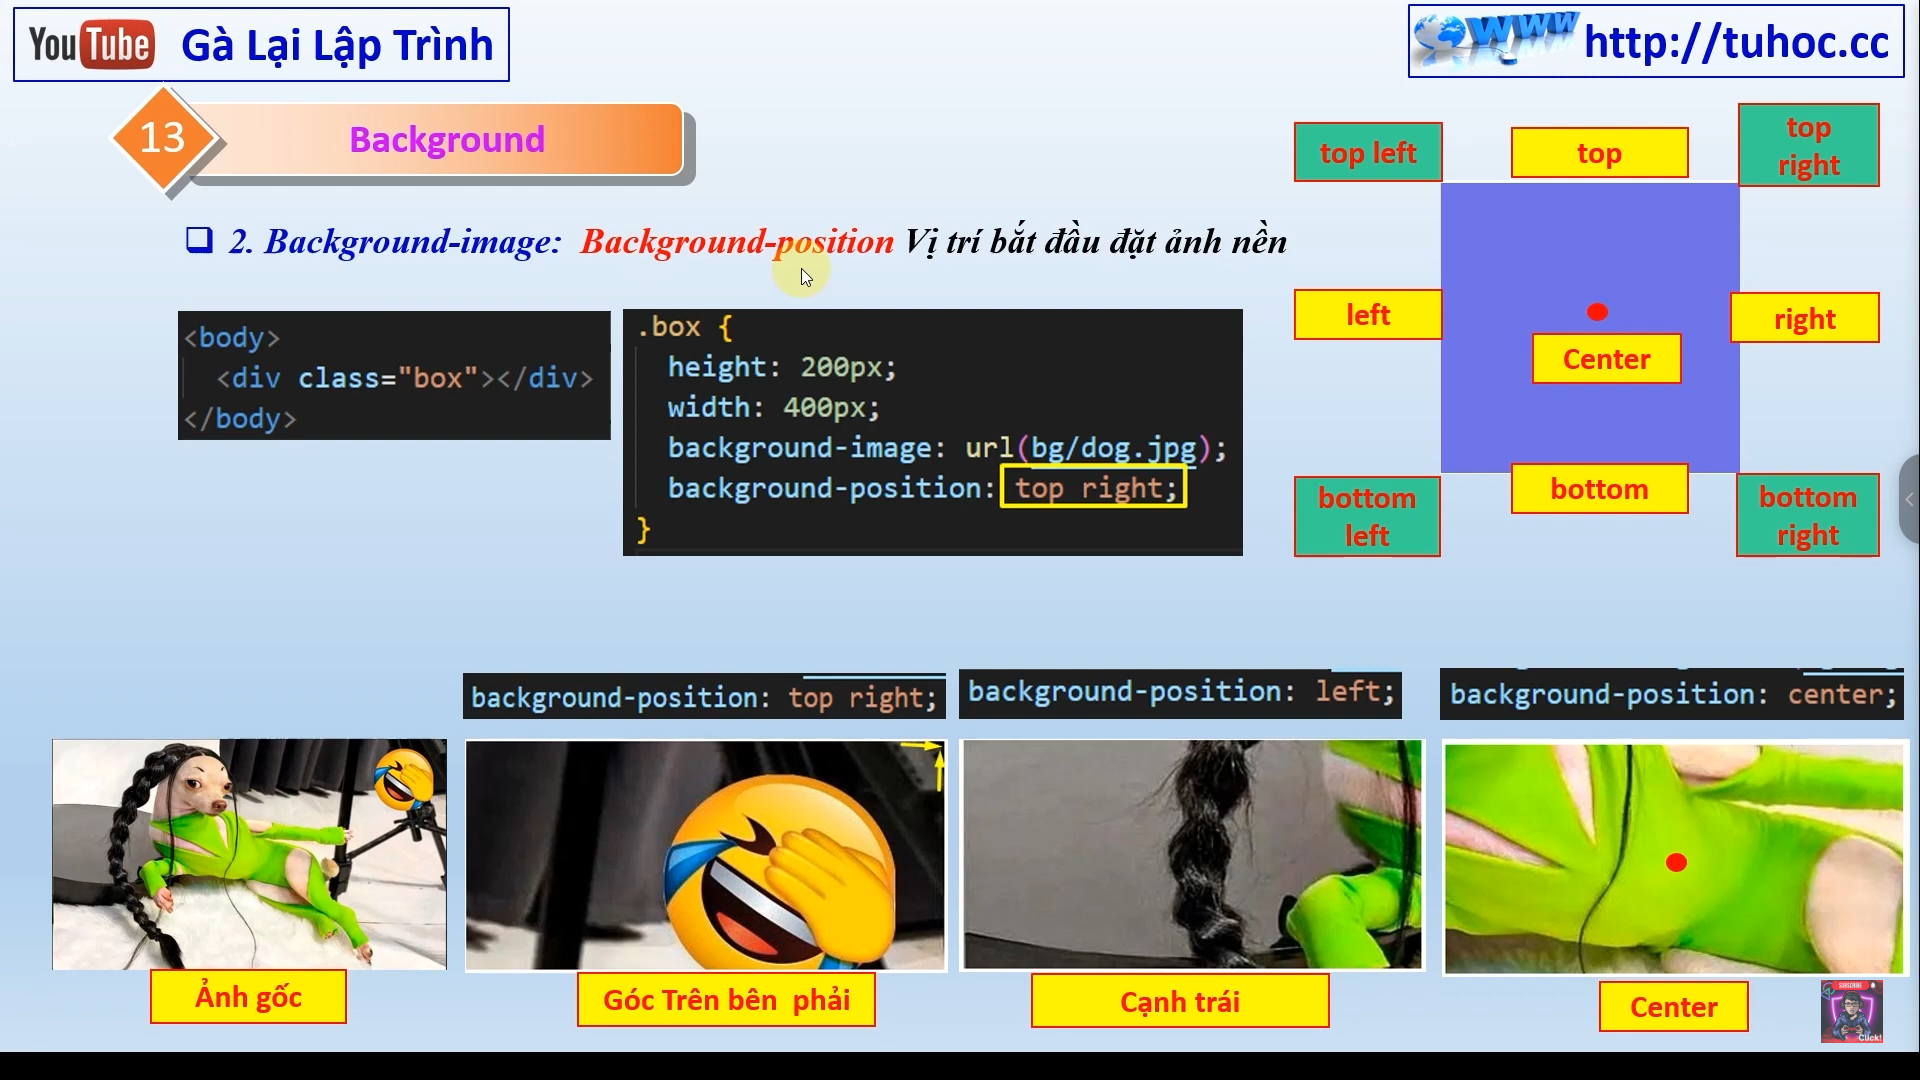 YouTube Gà Lại Lập Trình
WWW http://tuhoc.cc
13 Background
2. Background-image: Background-position Vị trí bắt đầu đặt ảnh nền
top left
top
top
right
left
right
Center
bottom
left
bottom
bottom
right
<body>
<div class="box"></div>
</body>
.box {
height: 200px;
width: 400px;
background-image: url(bg/dog.jpg);
background-position: top right;
}
background-position: top right;
background-position: left;
background-position: center;
Ảnh gốc
Góc Trên bên phải
Cạnh trái
Center
SUBSCRIBE
Click!